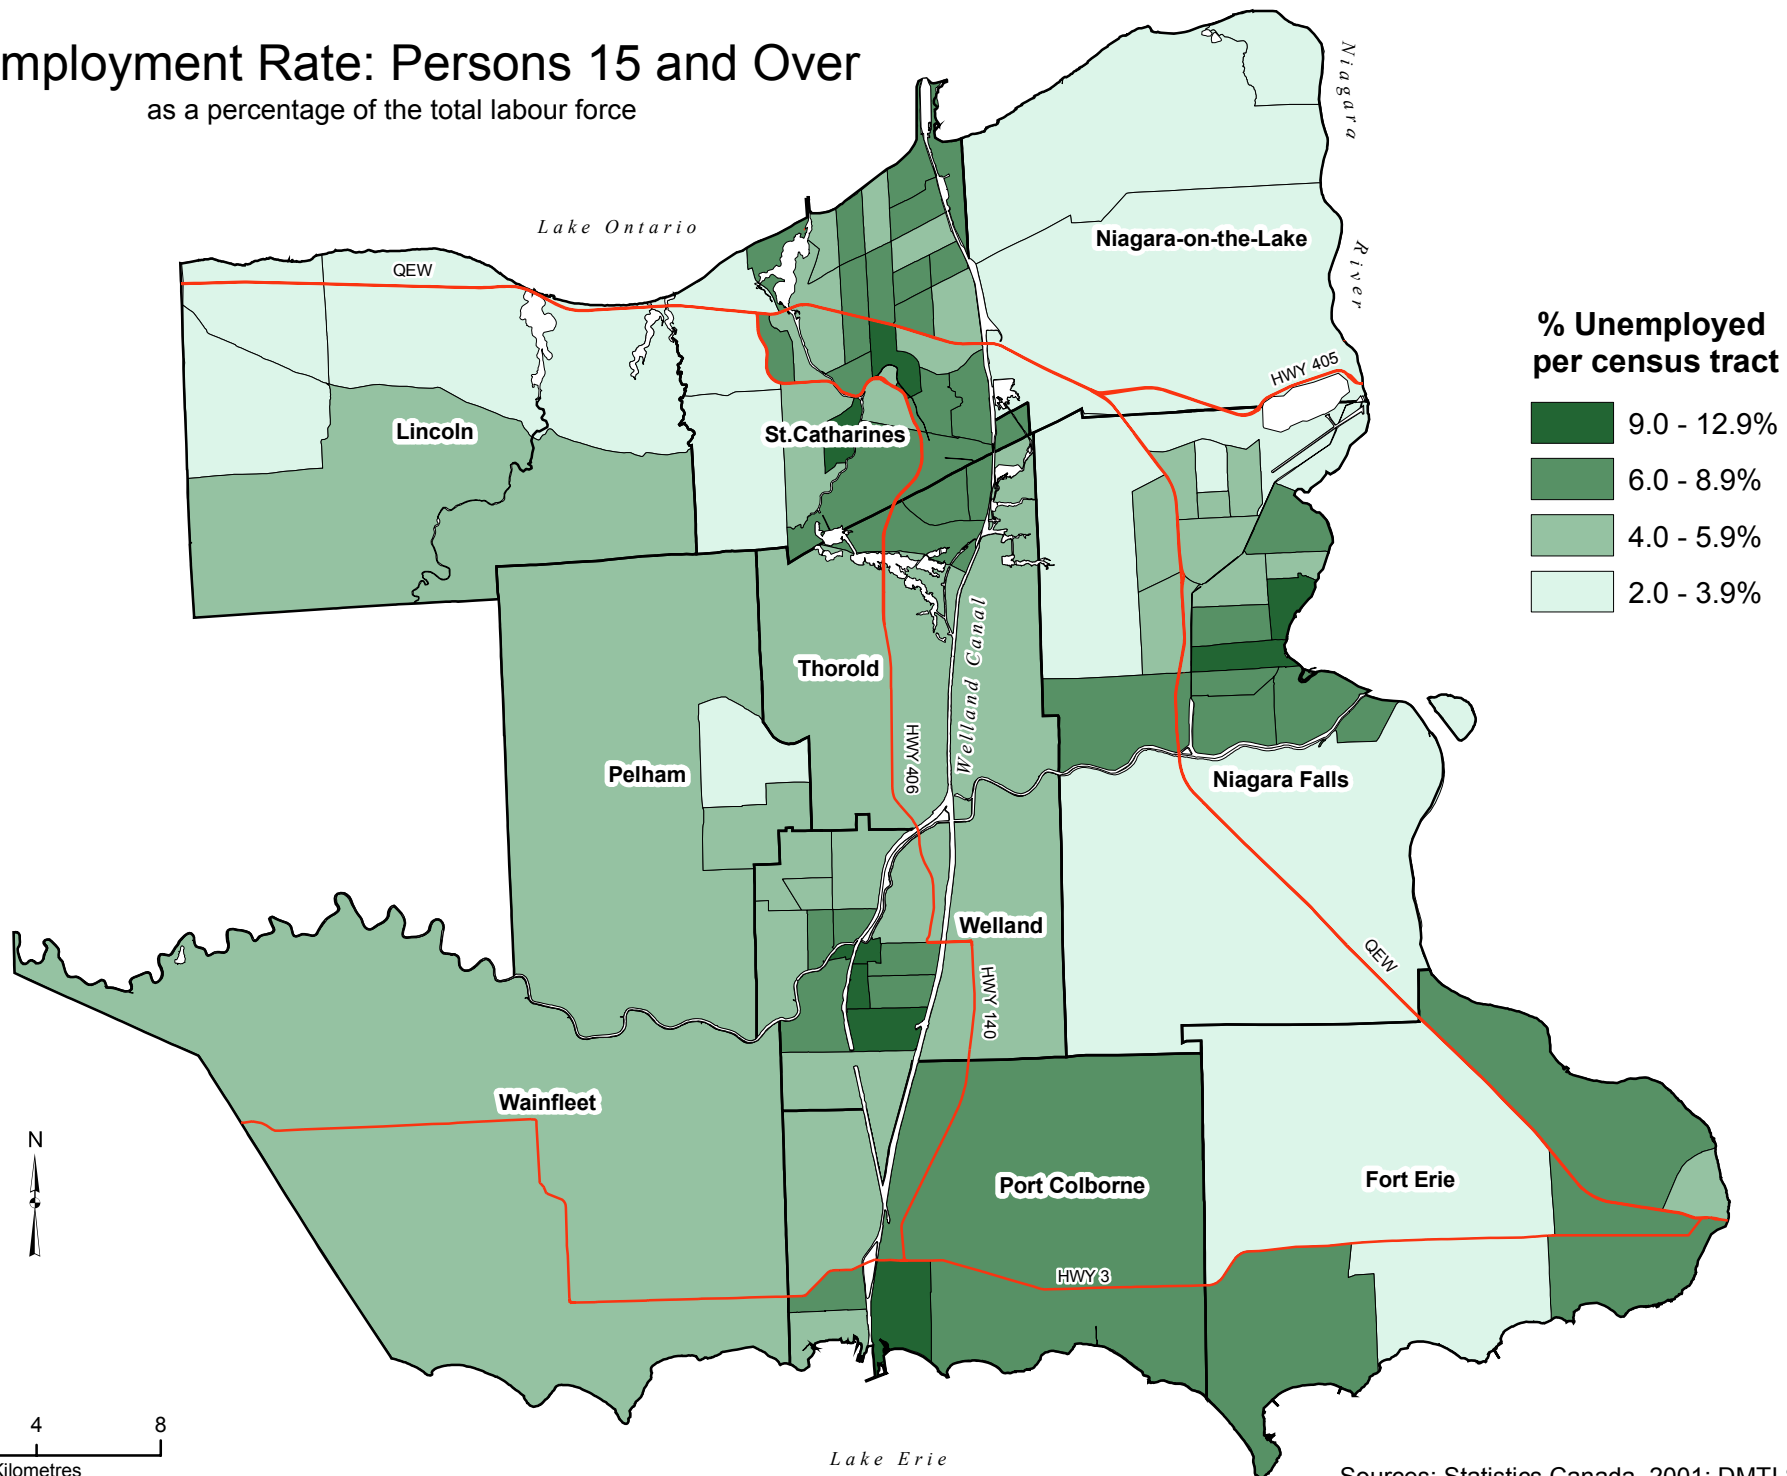 mployment Rate: Persons 15 and Over
as a percentage of the total labour force
Niagara
River
Lake Ontario
QEW
Niagara-on-the-Lake
HWY 405
% Unemployed
per census tract
9.0 - 12.9%
6.0 - 8.9%
4.0 - 5.9%
2.0 - 3.9%
Lincoln
St.Catharines
Thorold
Welland Canal
HWY 406
Pelham
Niagara Falls
Welland
QEW
HWY 140
Wainfleet
N
Port Colborne
Fort Erie
HWY 3
4 8
Kilometres
Lake Erie
Sources: Statistics Canada, 2001; DMTI